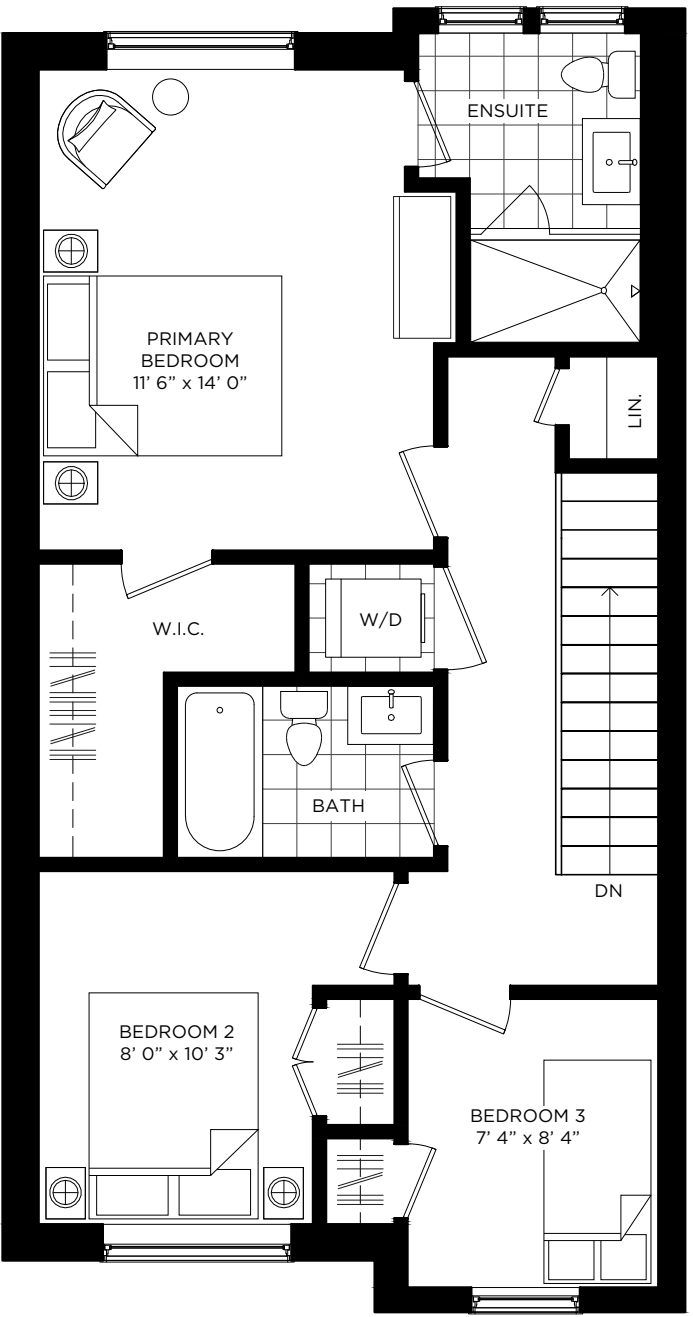 ENSUITE
PRIMARY
BEDROOM
11’ 6” x 14’ 0”
LIN.
W/D
W.I.C.
BATH
DN
BEDROOM 2
8’ 0” x 10’ 3”
BEDROOM 3
7’ 4” x 8’ 4”